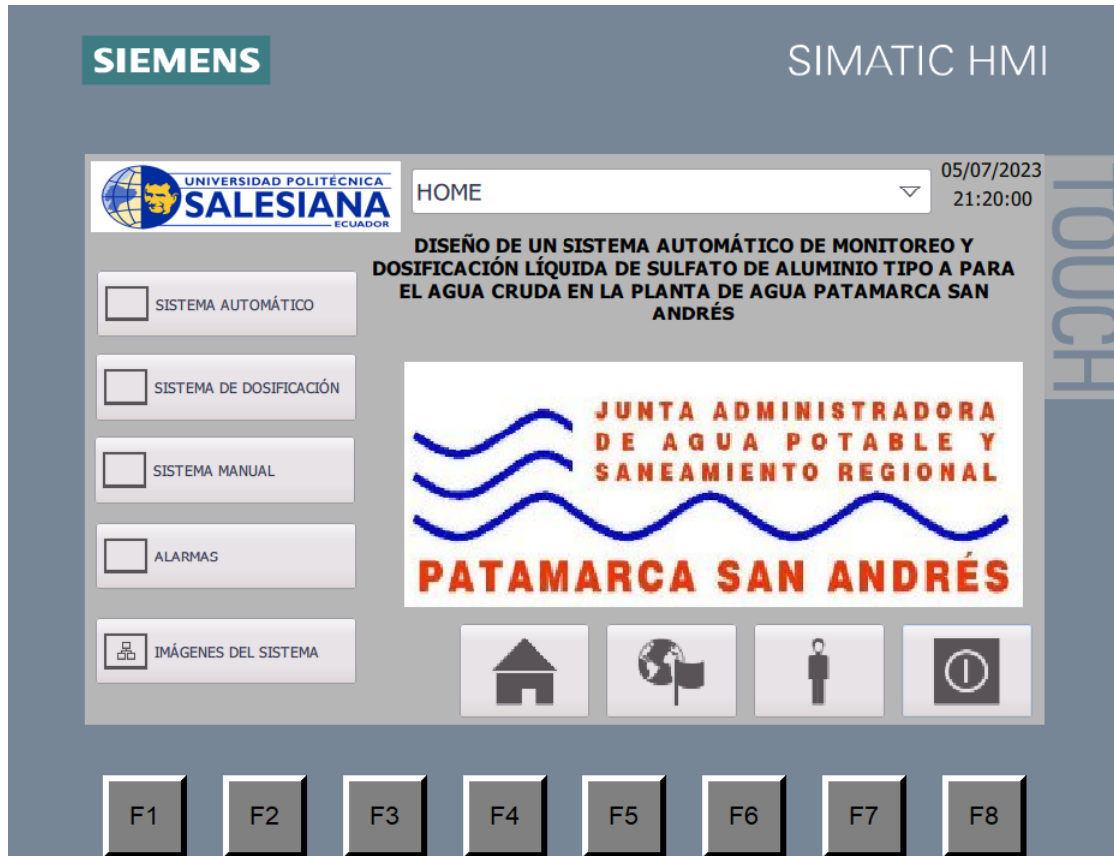 SIEMENS
SIMATIC HMI
TOUCH
UNIVERSIDAD POLITÉCNICA
SALESIANA
ECUADOR
HOME
05/07/2023
21:20:00
DISEÑO DE UN SISTEMA AUTOMÁTICO DE MONITOREO Y
DOSIFICACIÓN LÍQUIDA DE SULFATO DE ALUMINIO TIPO A PARA
EL AGUA CRUDA EN LA PLANTA DE AGUA PATAMARCA SAN
ANDRÉS
SISTEMA AUTOMÁTICO
SISTEMA DE DOSIFICACIÓN
SISTEMA MANUAL
ALARMAS
IMÁGENES DEL SISTEMA
JUNTA ADMINISTRADORA
DE AGUA POTABLE Y
SANEAMIENTO REGIONAL
PATAMARCA SAN ANDRÉS
F1 F2 F3 F4 F5 F6 F7 F8